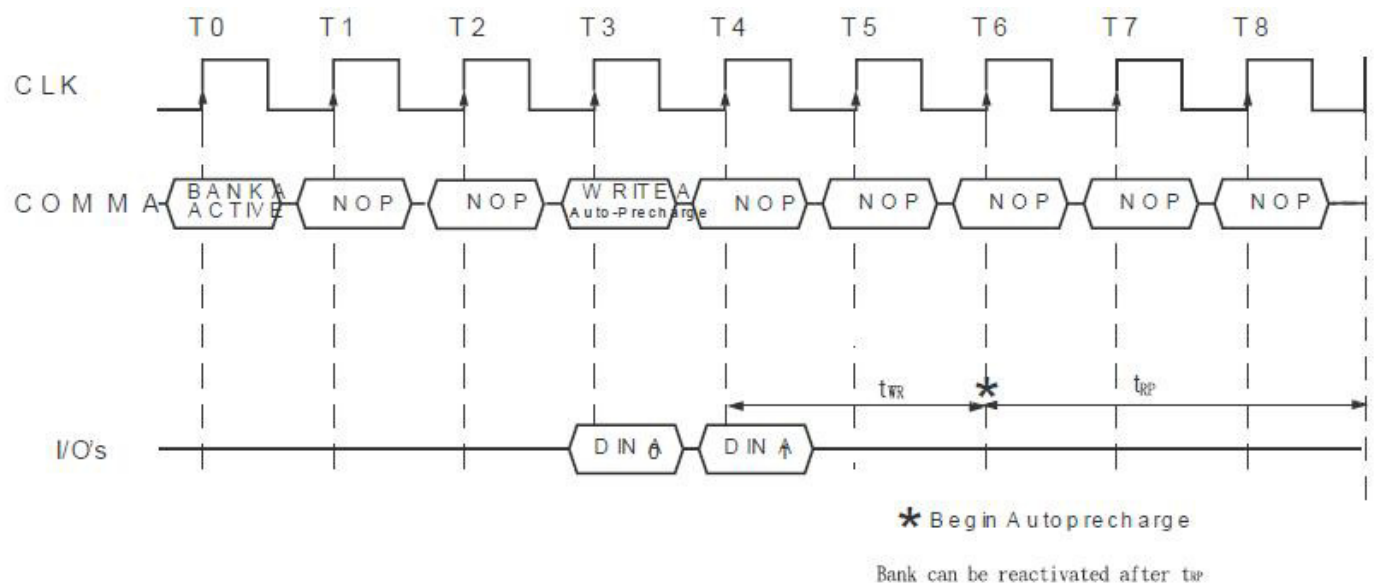 T0 T1 T2 T3 T4 T5 T6 T7 T8
CLK
COMMA
BANK A
ACTIVE
NOP
NOP
WRITE A
Auto-Precharge
NOP
NOP
NOP
NOP
NOP
tWR
*
tRP
I/O's
DIN A0
DIN A1
* Begin Autoprecharge
Bank can be reactivated after tRP